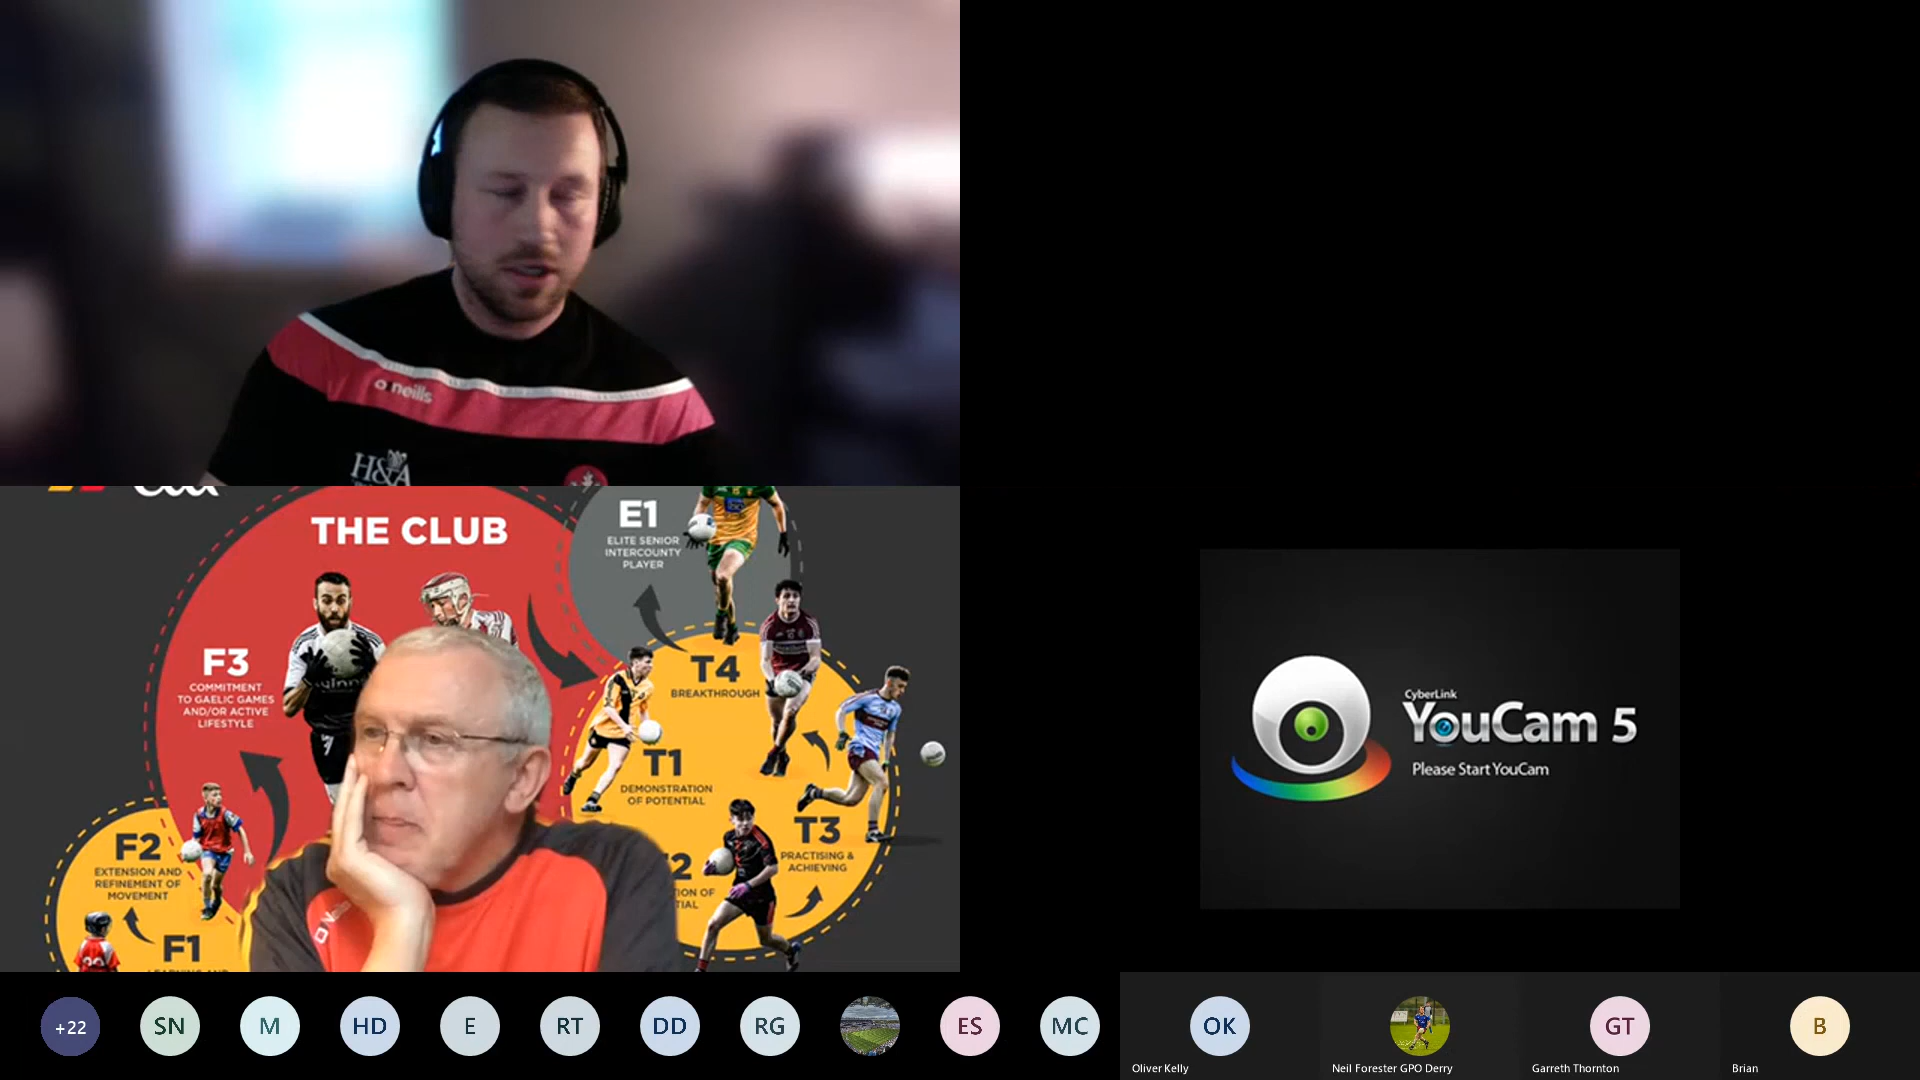 o'neills
H&A
THE CLUB
E1
ELITE SENIOR
INTERCOUNTY
PLAYER
F3
COMMITMENT
TO GAELIC GAMES
AND/OR ACTIVE
LIFESTYLE
T4
BREAKTHROUGH
T1
DEMONSTRATION
OF POTENTIAL
T3
PRACTISING &
ACHIEVING
F2
EXTENSION AND
REFINEMENT OF
MOVEMENT
F1
CyberLink
YouCam 5
Please Start YouCam
+22
SN
M
HD
E
RT
DD
RG
ES
MC
OK
GT
B
Oliver Kelly
Neil Forester GPO Derry
Garreth Thornton
Brian